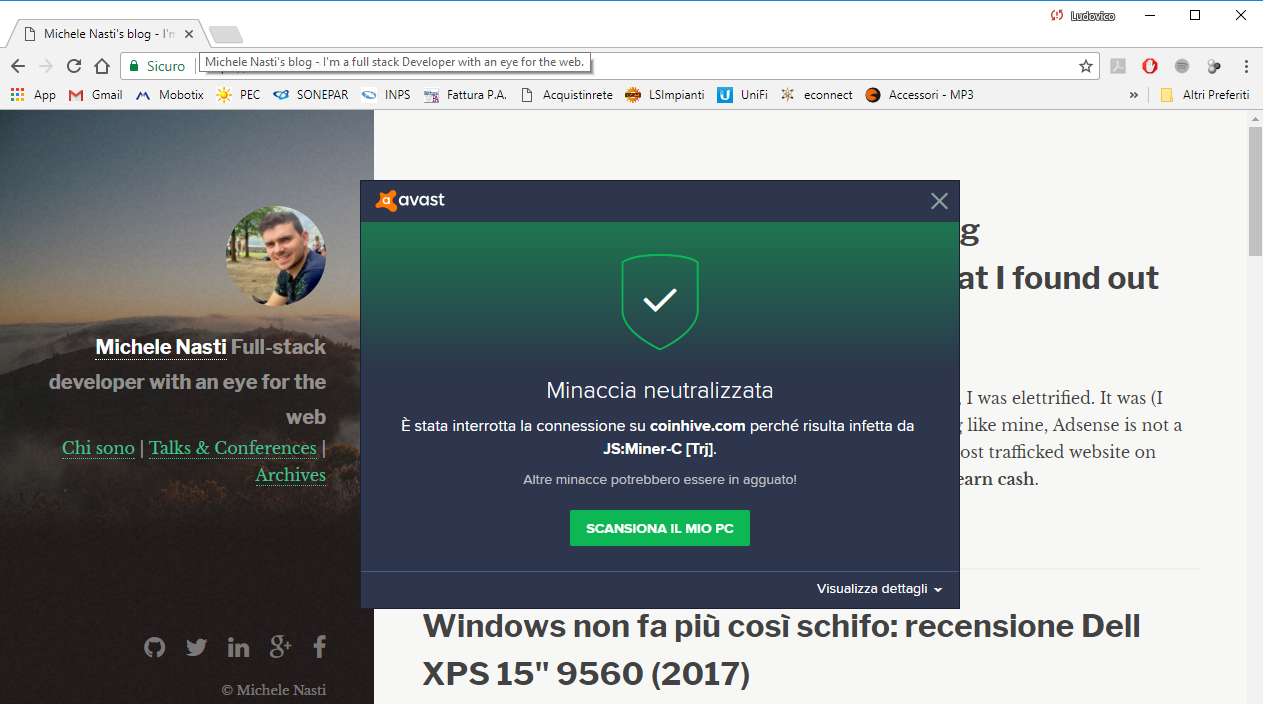 Ludovico
Michele Nasti's blog - I'm
Sicuro
Michele Nasti's blog - I'm a full stack Developer with an eye for the web.
App Gmail Mobotix PEC SONEPAR INPS Fattura P.A. Acquistinrete LSImpianti UniFi econnect Accessori - MP3 » Altri Preferiti
avast
g
at I found out
Michele Nasti Full-stack
developer with an eye for the
web
Chi sono | Talks & Conferences |
Archives
Minaccia neutralizzata
È stata interrotta la connessione su coinhive.com perché risulta infetta da
JS:Miner-C [Trj].
Altre minacce potrebbero essere in agguato!
SCANSIONA IL MIO PC
Visualizza dettagli
, I was elettrified. It was (I
like mine, Adsense is not a
ost trafficked website on
earn cash.
Windows non fa più così schifo: recensione Dell
XPS 15" 9560 (2017)
© Michele Nasti